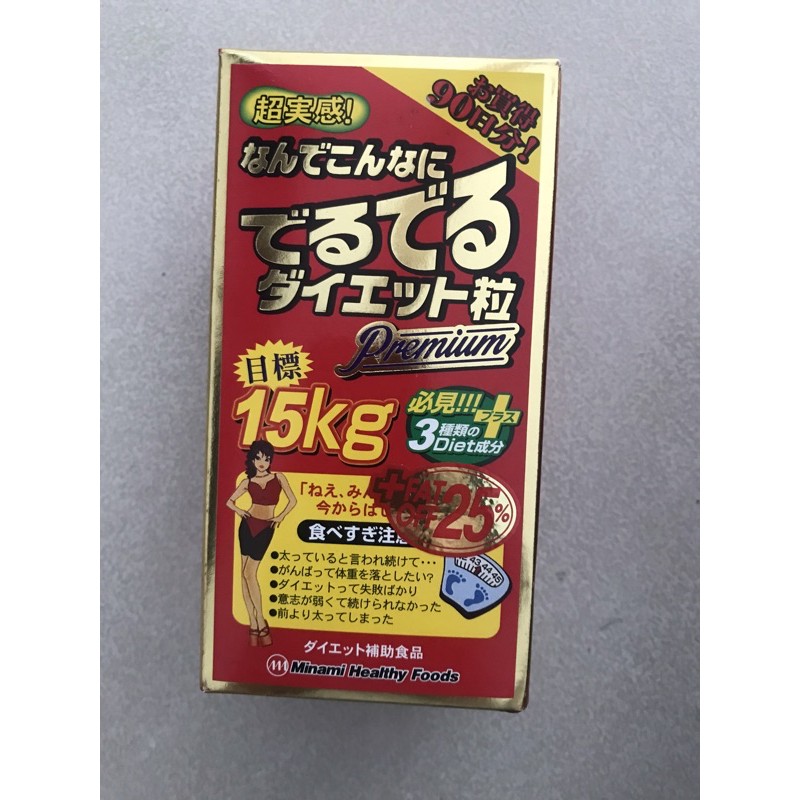 超実感!
お買得
90日分!
なんでこんなに
でるでる
ダイエット粒
Premium
目標
15kg
必見!!!
プラス
3種類の
Diet成分
「ねえ、みん
今からは
+FAT
OFF 25%
食べすぎ注意
●太っていると言われ続けて・・・
●がんばって体重を落としたい?
●ダイエットって失敗ばかり
●意志が弱くて続けられなかった
●前より太ってしまった
44 45
ダイエット補助食品
Minami Healthy Foods